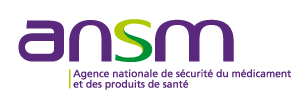 ansm
Agence nationale de sécurité du médicament
et des produits de santé